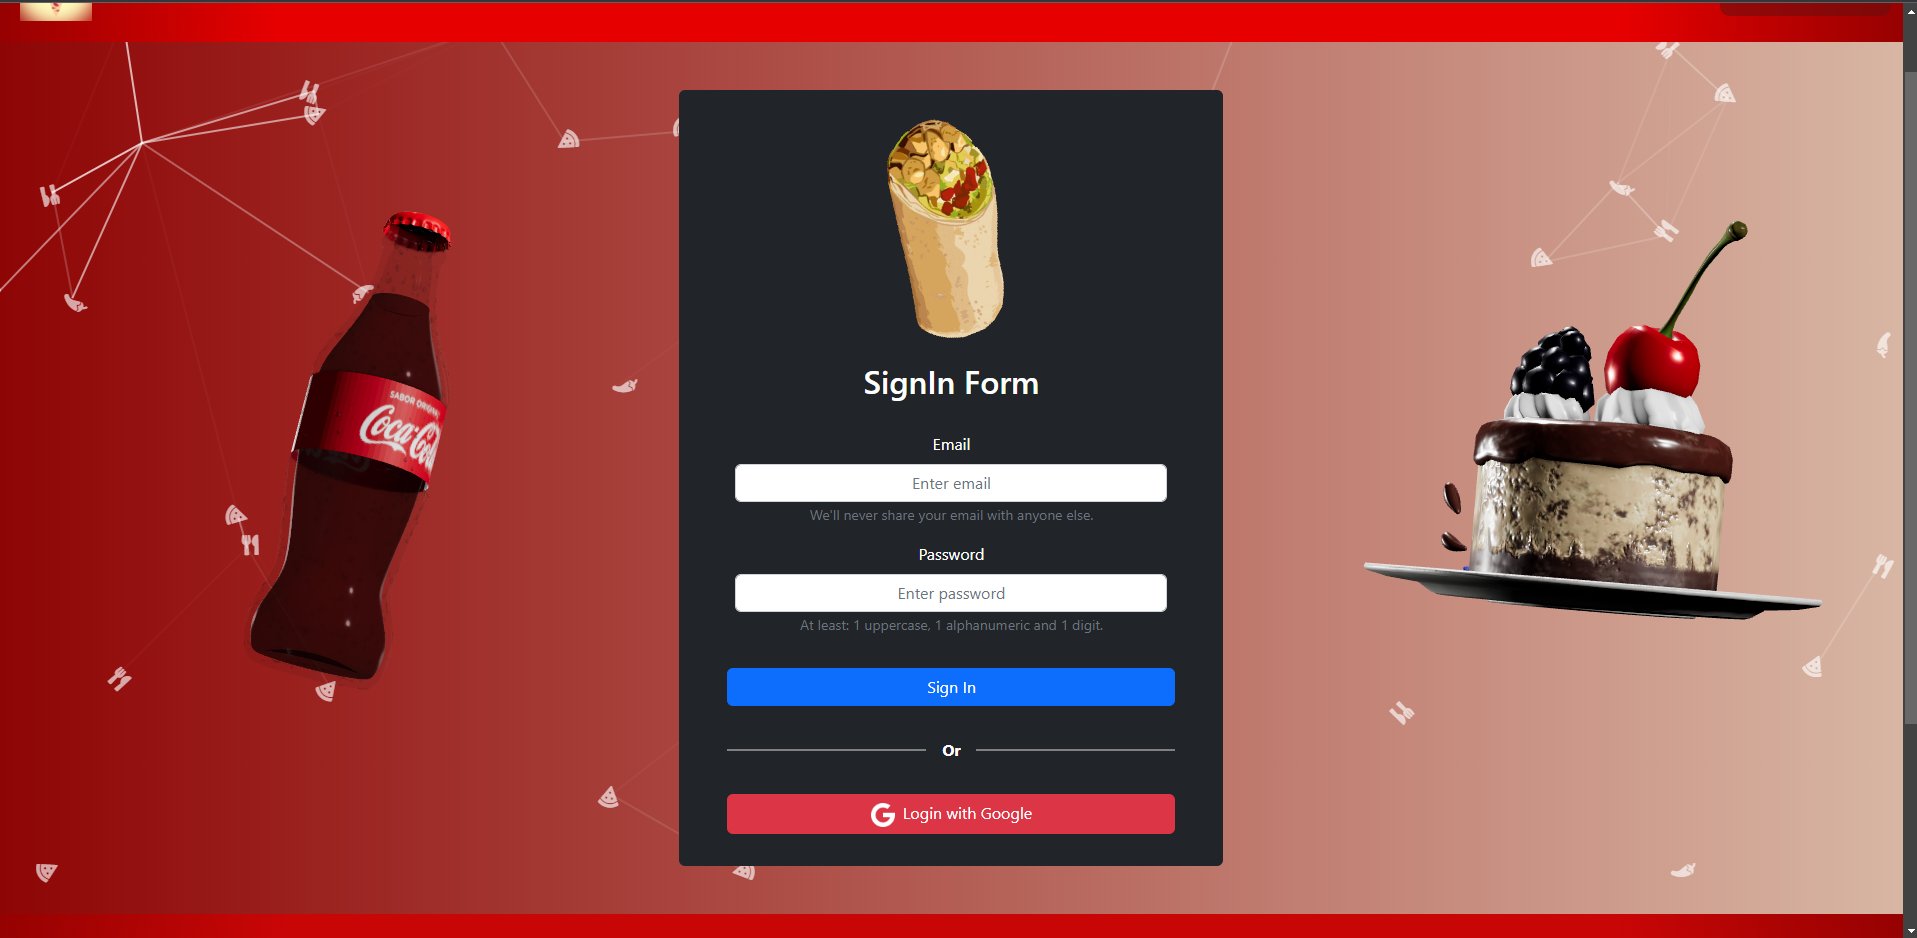 SABOR ORIGINAL
Coca-Cola
SignIn Form
Email
Enter email
We'll never share your email with anyone else.
Password
Enter password
At least: 1 uppercase, 1 alphanumeric and 1 digit.
Sign In
Or
Login with Google